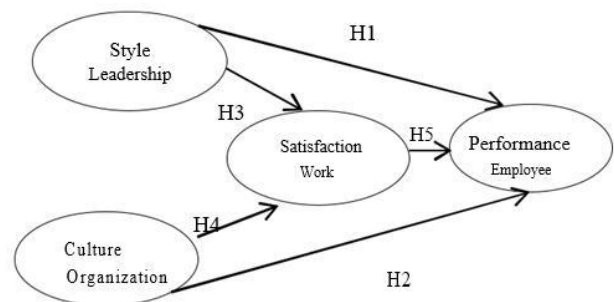 H1
Style
Leadership
H3
Satisfaction
Work
H5
Performance
Employee
H4
Culture
Organization
H2